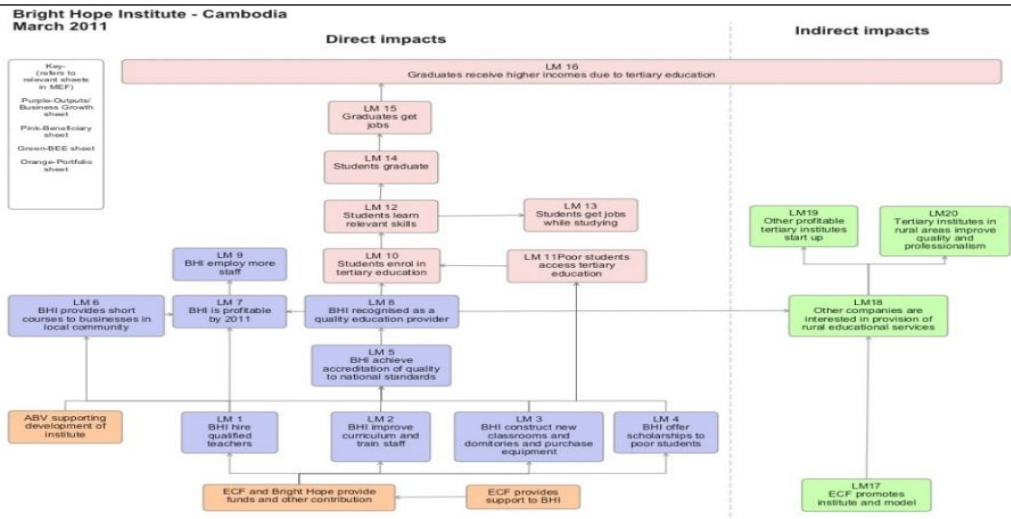 Bright Hope Institute - Cambodia
March 2011
Direct impacts
Indirect impacts
Key-
(refers to
relevant sheets
in MEF)
Purple-Outputs/
Business Growth
sheet
Pink-Beneficiary
sheet
Green-BEE sheet
Orange-Portfolio
sheet
LM 16
Graduates receive higher incomes due to tertiary education
LM 15
Graduates get
jobs
LM 14
Students graduate
LM 12
Students learn
relevant skills
LM 13
Students get jobs
while studying
LM19
Other profitable
tertiary institutes
start up
LM20
Tertiary institutes in
rural areas improve
quality and
professionalism
LM 9
BHI employ more
staff
LM 10
Students enrol in
tertiary education
LM 11Poor students
access tertiary
education
LM 6
BHI provides short
courses to businesses in
local community
LM 7
BHI is profitable
by 2011
LM 8
BHI recognised as a
quality education provider
LM18
Other companies are
interested in provision of
rural educational services
LM 5
BHI achieve
accreditation of quality
to national standards
ABV supporting
development of
institute
LM 1
BHI hire
qualified
teachers
LM 2
BHI improve
curriculum and
train staff
LM 3
BHI construct new
classrooms and
domitories and purchase
equipment
LM 4
BHI offer
scholarships to
poor students
ECF and Bright Hope provide
funds and other contribution
ECF provides
support to BHI
LM17
ECF promotes
institute and model